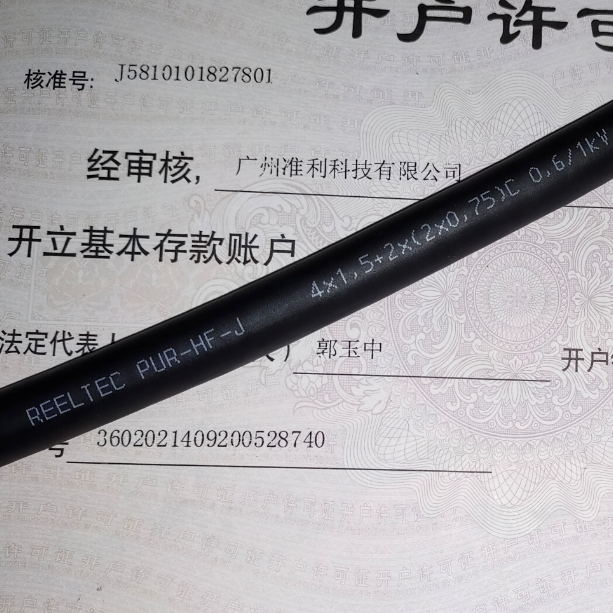 开户许可
核准号: J5810101827801
经审核, 广州准利科技有限公司
开立基本存款账户
法定代表人 ) 郭玉中 开户
号 3602021409200528740
REELTEC PUR-HF-J 4x1,5+2x(2x0,75)C 0,6/1kV